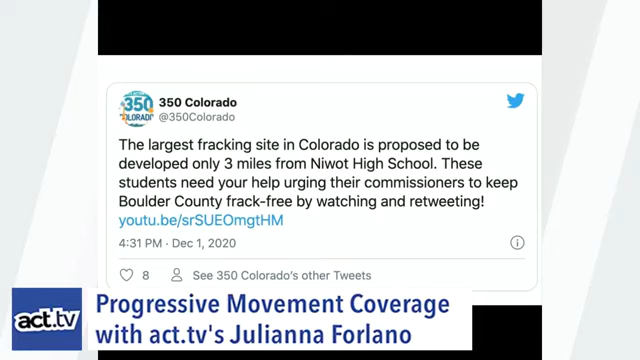 350
COLORADO
350 Colorado
@350Colorado
The largest fracking site in Colorado is proposed to be
developed only 3 miles from Niwot High School. These
students need your help urging their commissioners to keep
Boulder County frack-free by watching and retweeting!
youtu.be/srSUEOmgtHM
4:31 PM · Dec 1, 2020
8 See 350 Colorado's other Tweets
act.tv
Progressive Movement Coverage
with act.tv's Julianna Forlano